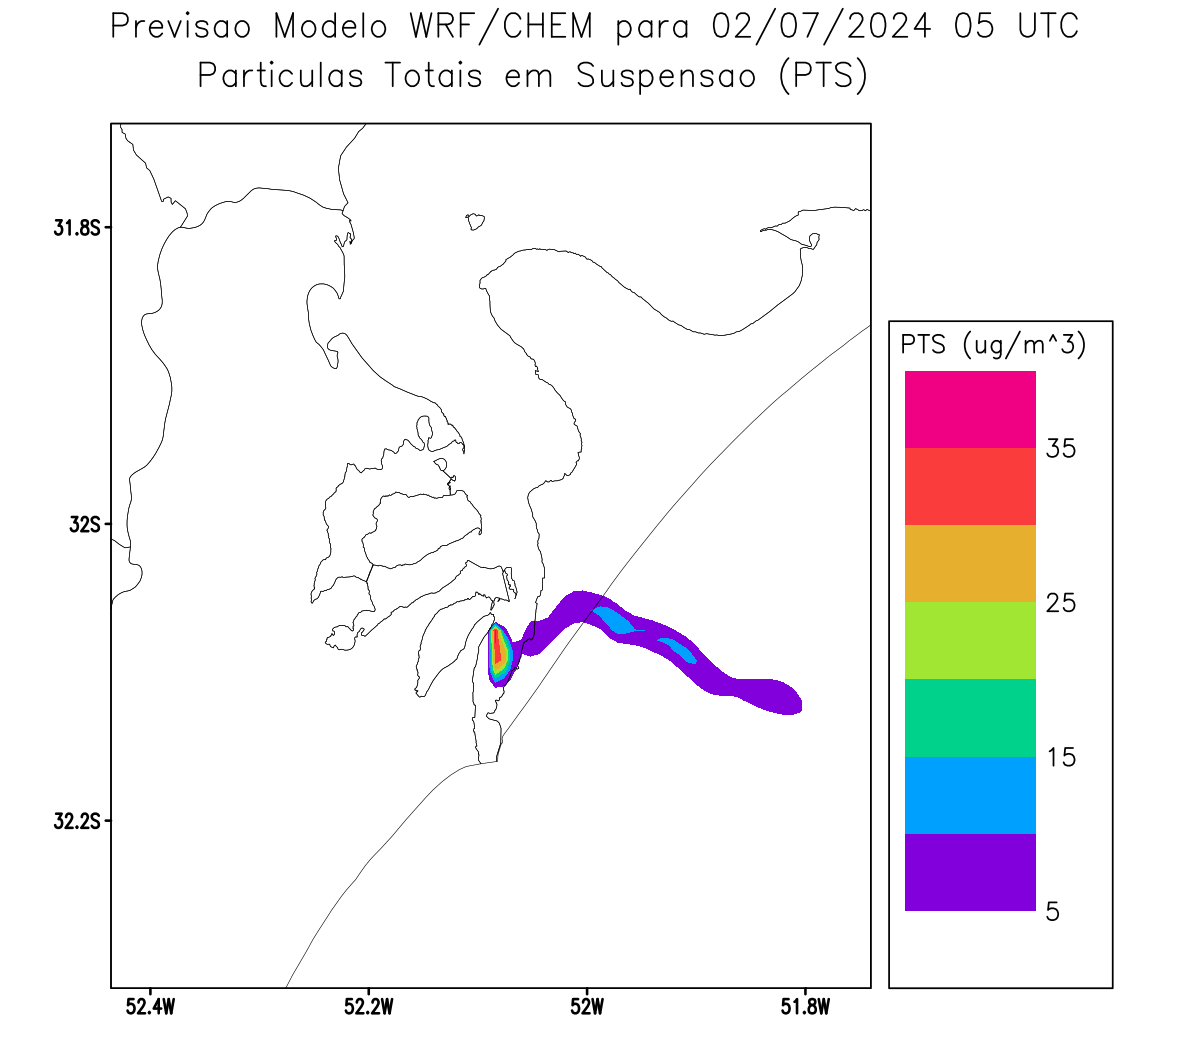 Previsao Modelo WRF/CHEM para 02/07/2024 05 UTC
Particulas Totais em Suspensao (PTS)
31.8S
32S
32.2S
52.4W
52.2W
52W
51.8W
PTS (ug/m^3)
35
25
15
5